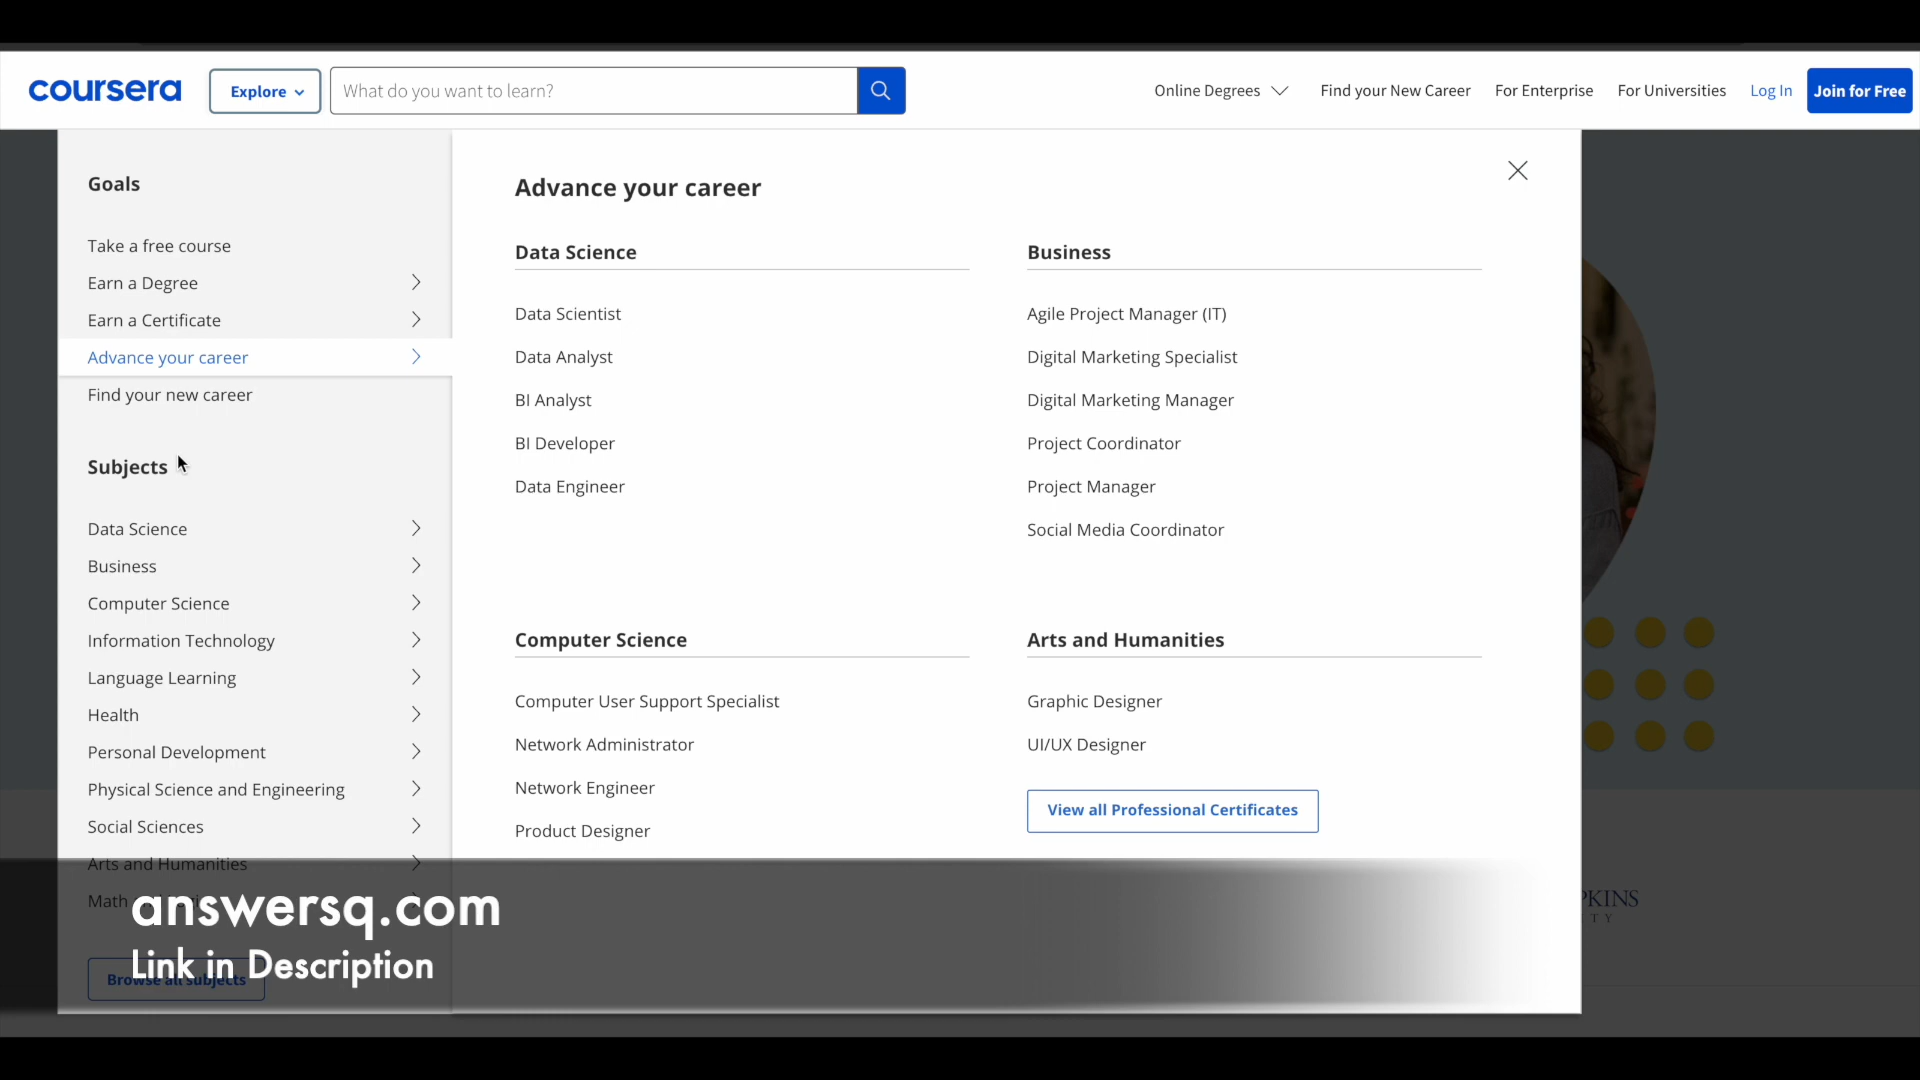 coursera
Explore
What do you want to learn?
Online Degrees
Find your New Career
For Enterprise
For Universities
Log In
Join for Free
Goals
Take a free course
Earn a Degree
Earn a Certificate
Advance your career
Find your new career
Subjects
Data Science
Business
Computer Science
Information Technology
Language Learning
Health
Personal Development
Physical Science and Engineering
Social Sciences
Arts and Humanities
Math
Browse all subjects
Advance your career
Data Science
Data Scientist
Data Analyst
BI Analyst
BI Developer
Data Engineer
Business
Agile Project Manager (IT)
Digital Marketing Specialist
Digital Marketing Manager
Project Coordinator
Project Manager
Social Media Coordinator
Computer Science
Computer User Support Specialist
Network Administrator
Network Engineer
Product Designer
Arts and Humanities
Graphic Designer
UI/UX Designer
View all Professional Certificates
answersq.com
Link in Description